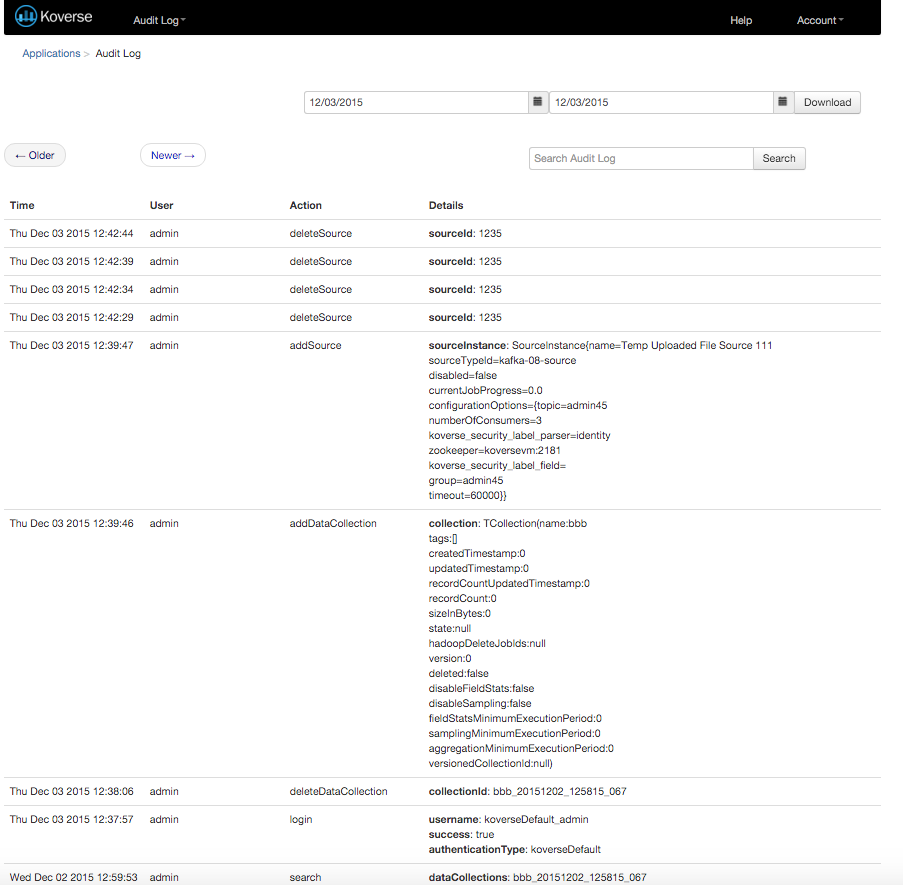 Koverse Audit Log Help Account
Applications > Audit Log
12/03/2015 12/03/2015 Download
← Older Newer → Search Audit Log Search
Time User Action Details
Thu Dec 03 2015 12:42:44 admin deleteSource sourceId: 1235
Thu Dec 03 2015 12:42:39 admin deleteSource sourceId: 1235
Thu Dec 03 2015 12:42:34 admin deleteSource sourceId: 1235
Thu Dec 03 2015 12:42:29 admin deleteSource sourceId: 1235
Thu Dec 03 2015 12:39:47 admin addSource sourceInstance: SourceInstance{name=Temp Uploaded File Source 111
sourceTypeId=kafka-08-source
disabled=false
currentJobProgress=0.0
configurationOptions={topic=admin45
numberOfConsumers=3
koverse_security_label_parser=identity
zookeeper=koversevm:2181
koverse_security_label_field=
group=admin45
timeout=60000}}
Thu Dec 03 2015 12:39:46 admin addDataCollection collection: TCollection(name:bbb
tags:[]
createdTimestamp:0
updatedTimestamp:0
recordCountUpdatedTimestamp:0
recordCount:0
sizeInBytes:0
state:null
hadoopDeleteJobIds:null
version:0
deleted:false
disableFieldStats:false
disableSampling:false
fieldStatsMinimumExecutionPeriod:0
samplingMinimumExecutionPeriod:0
aggregationMinimumExecutionPeriod:0
versionedCollectionId:null)
Thu Dec 03 2015 12:38:06 admin deleteDataCollection collectionId: bbb_20151202_125815_067
Thu Dec 03 2015 12:37:57 admin login username: koverseDefault_admin
success: true
authenticationType: koverseDefault
Wed Dec 02 2015 12:59:53 admin search dataCollections: bbb_20151202_125815_067